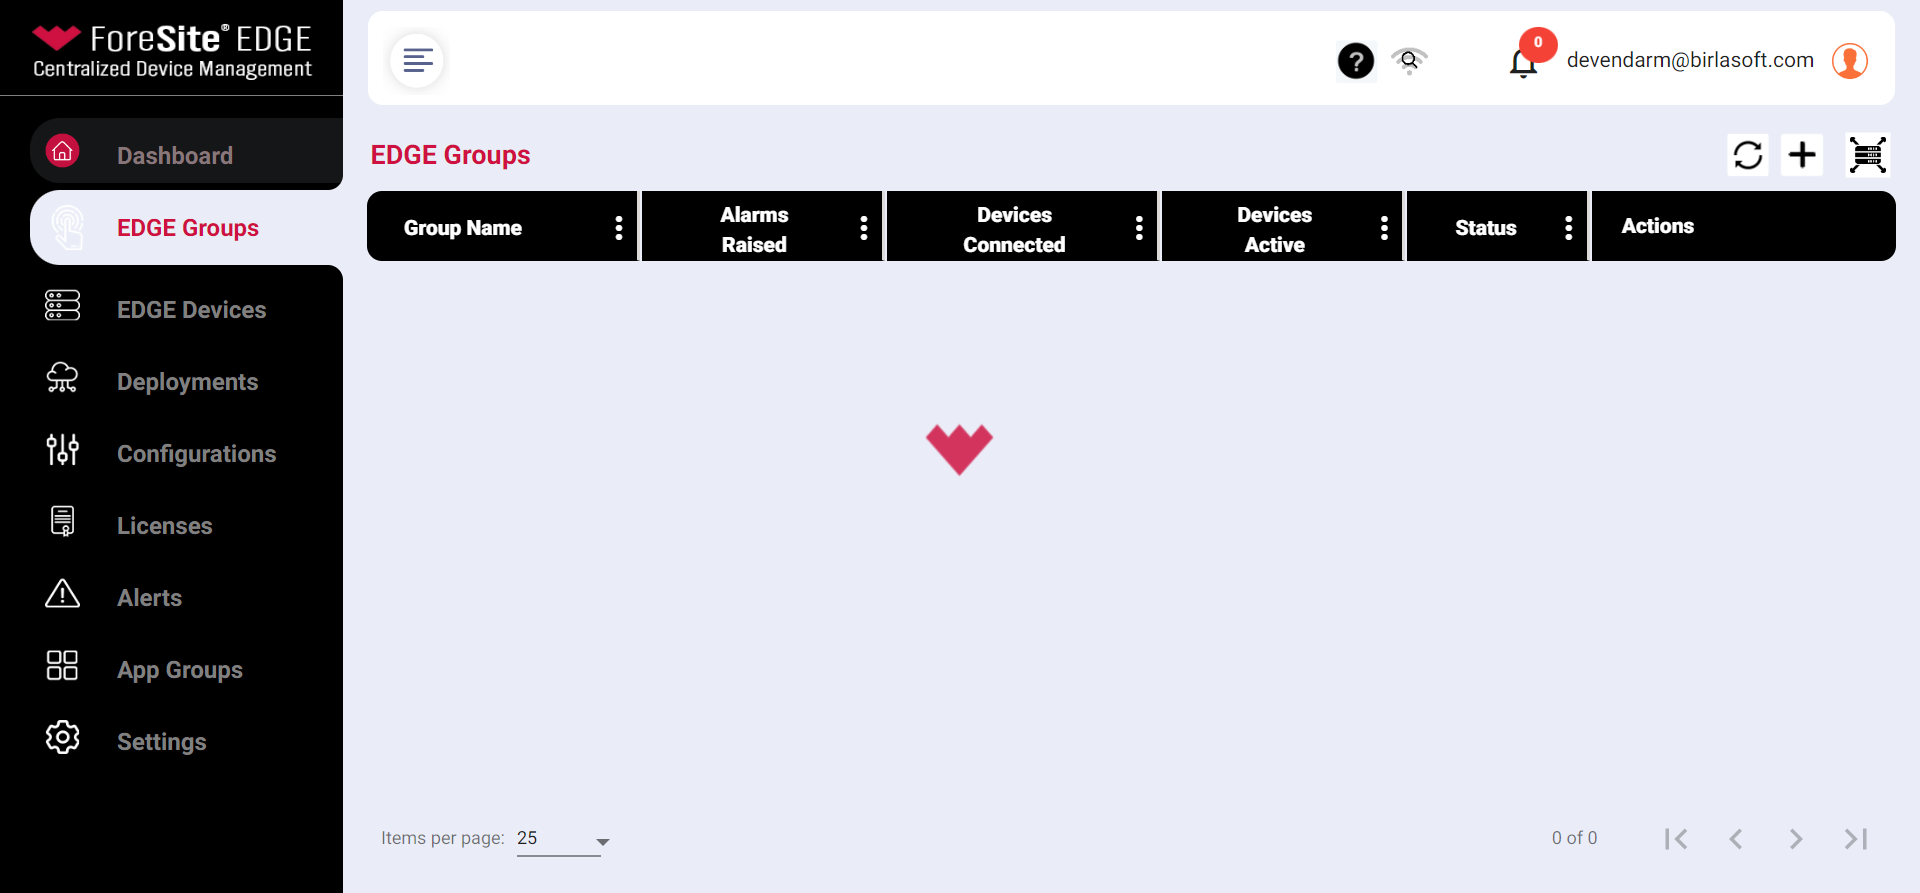 ForeSite® EDGE
Centralized Device Management
0
devendarm@birlasoft.com
Dashboard
EDGE Groups
EDGE Devices
Deployments
Configurations
Licenses
Alerts
App Groups
Settings
EDGE Groups
Group Name
Alarms
Raised
Devices
Connected
Devices
Active
Status
Actions
Items per page: 25
0 of 0